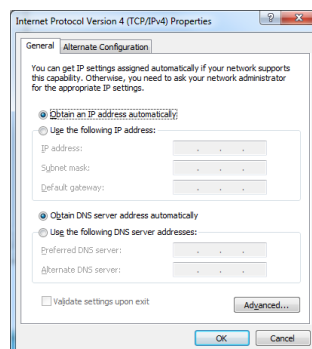 Internet Protocol Version 4 (TCP/IPv4) Properties
General
Alternate Configuration
You can get IP settings assigned automatically if your network supports
this capability. Otherwise, you need to ask your network administrator
for the appropriate IP settings.
Obtain an IP address automatically
Use the following IP address:
IP address:
Subnet mask:
Default gateway:
Obtain DNS server address automatically
Use the following DNS server addresses:
Preferred DNS server:
Alternate DNS server:
Validate settings upon exit
Advanced...
OK
Cancel